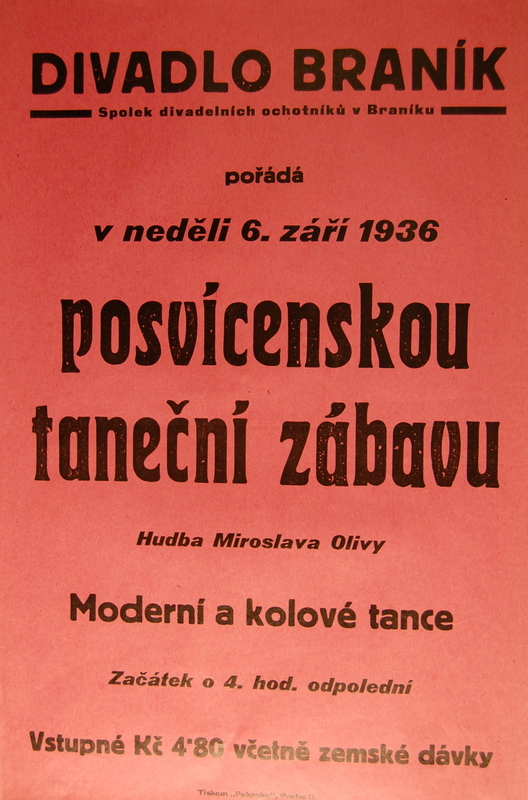 DIVADLO BRANÍK
Spolek divadelních ochotníků v Braníku
pořádá
v neděli 6. září 1936
posvícenskou
taneční zábavu
Hudba Miroslava Olivy
Moderní a kolové tance
Začátek o 4. hod. odpolední
Vstupné Kč 4·80 včetně zemské dávky
Tiskem